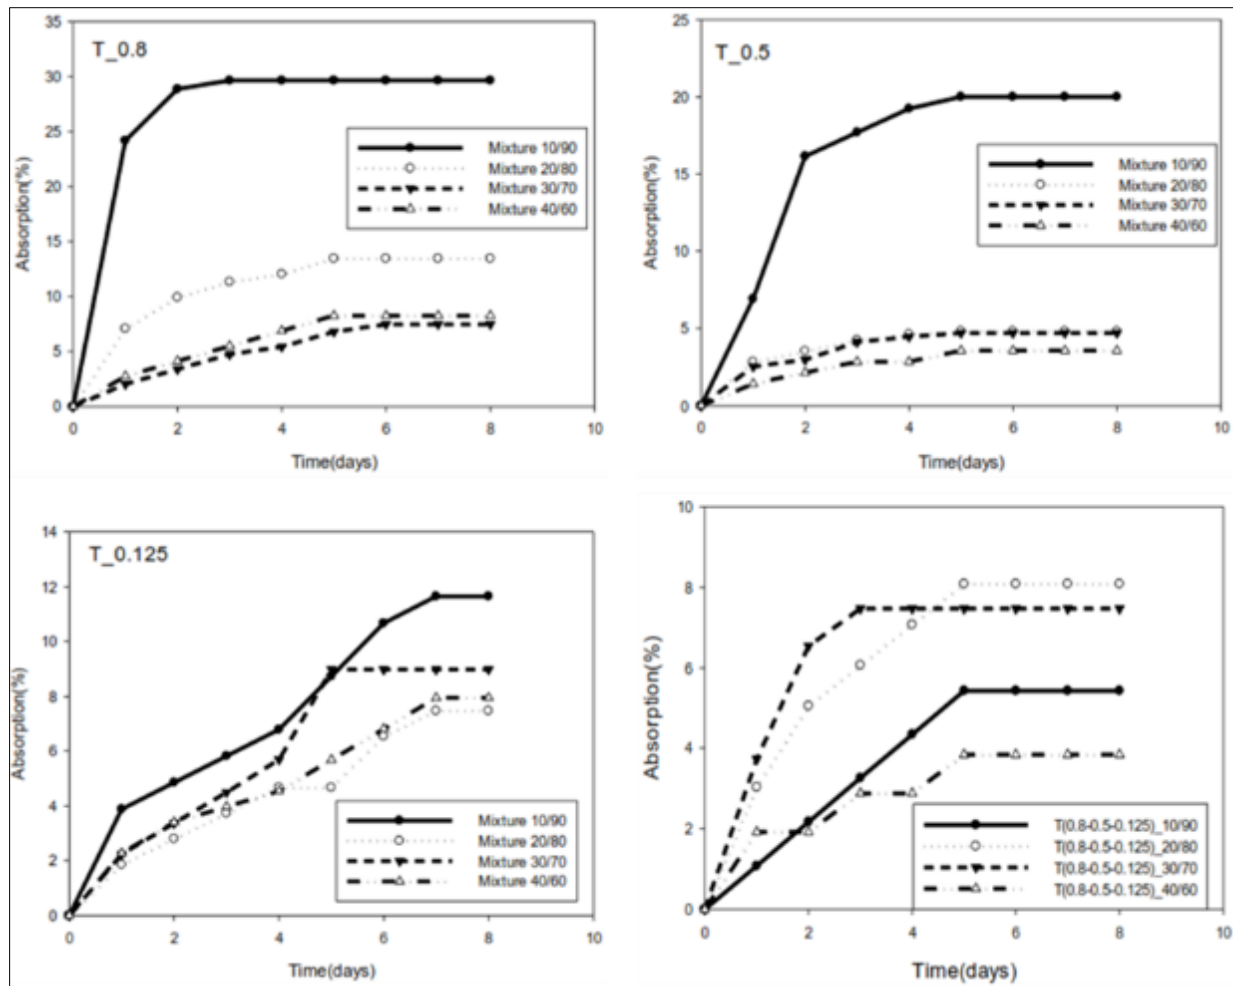 T_0.8
35
30
25
20
15
10
5
0
Absorption(%)
Mixture 10/90
Mixture 20/80
Mixture 30/70
Mixture 40/60
0 2 4 6 8 10
Time(days)
T_0.5
25
20
15
10
5
0
Absorption(%)
Mixture 10/90
Mixture 20/80
Mixture 30/70
Mixture 40/60
0 2 4 6 8 10
Time(days)
T_0.125
14
12
10
8
6
4
2
0
Absorption(%)
Mixture 10/90
Mixture 20/80
Mixture 30/70
Mixture 40/60
0 2 4 6 8 10
Time(days)
10
8
6
4
2
0
Absorption(%)
T(0.8-0.5-0.125)_10/90
T(0.8-0.5-0.125)_20/80
T(0.8-0.5-0.125)_30/70
T(0.8-0.5-0.125)_40/60
0 2 4 6 8 10
Time(days)